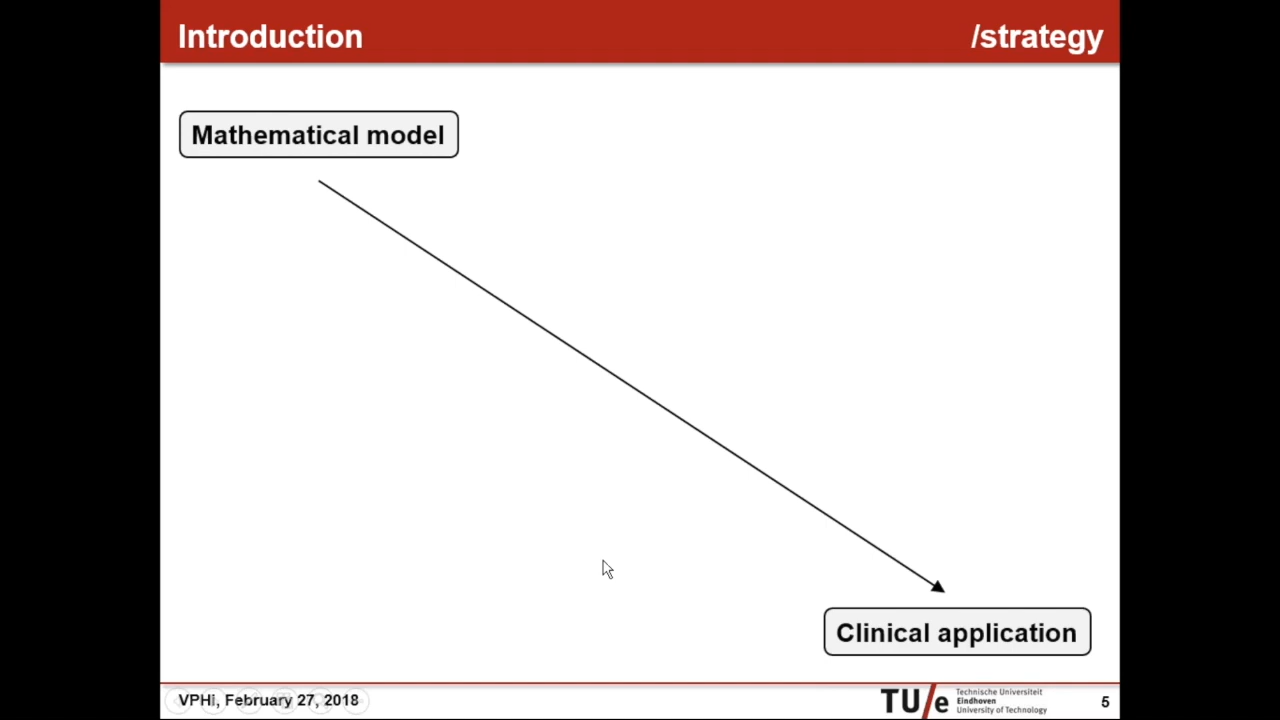 Introduction
/strategy
Mathematical model
Clinical application
VPHi, February 27, 2018
TU/e
Technische Universiteit
Eindhoven
University of Technology
5